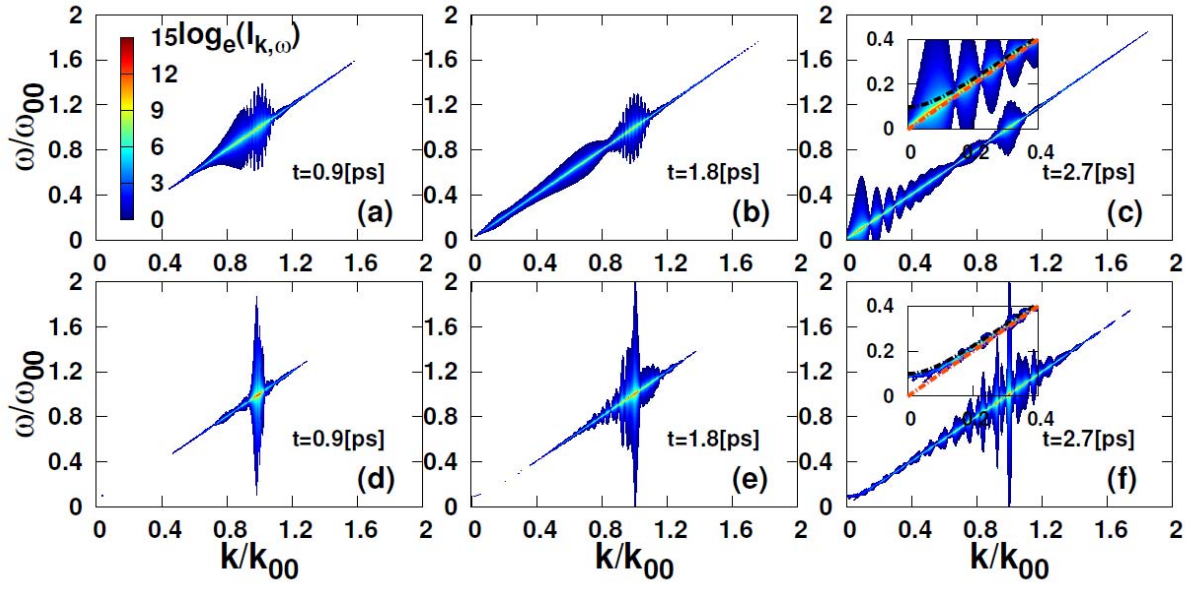 2 2 2
15 log_e(I_k,ω) 0.4
1.6 12 1.6 1.6 0.2
ω/ω00 1.2 9 1.2 1.2 0
0.8 6 0.8 0.8 0 0.2 0.4
0.4 3 t=0.9[ps] 0.4 t=1.8[ps] 0.4 t=2.7[ps]
0 0 (a) 0 (b) 0 (c)
0 0.4 0.8 1.2 1.6 2 0 0.4 0.8 1.2 1.6 2 0 0.4 0.8 1.2 1.6 2
2 2 2
0.4
1.6 1.6 1.6 0.2
ω/ω00 1.2 1.2 1.2 0
0.8 0.8 0.8 0 0.2 0.4
0.4 t=0.9[ps] 0.4 t=1.8[ps] 0.4 t=2.7[ps]
0 (d) 0 (e) 0 (f)
0 0.4 0.8 1.2 1.6 2 0 0.4 0.8 1.2 1.6 2 0 0.4 0.8 1.2 1.6 2
k/k00 k/k00 k/k00